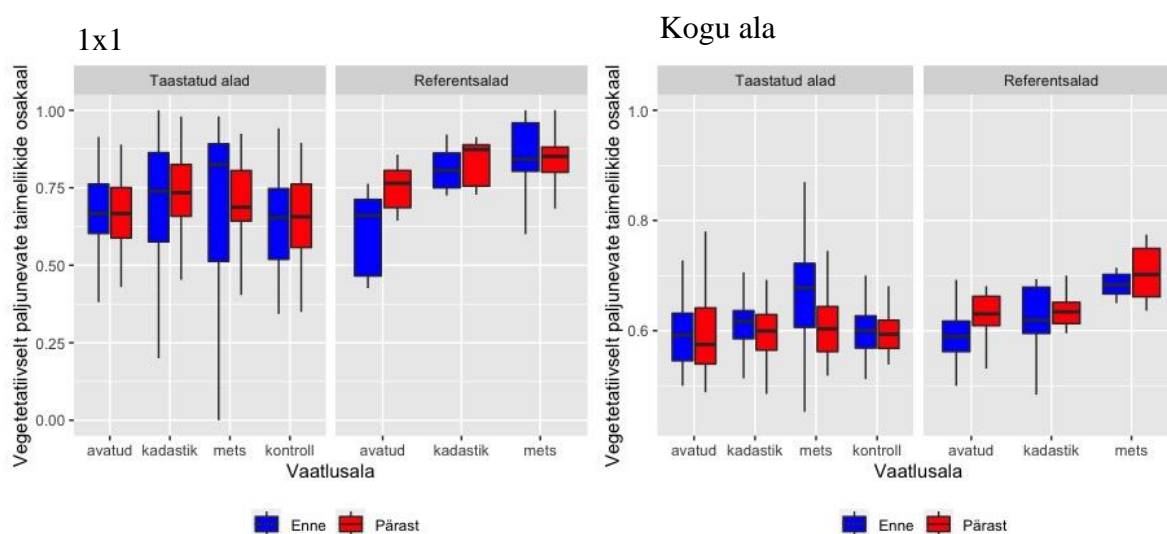 1x1
Vegetetatiivselt paljunevate taimeliikide osakaal
Taastatud alad
Referentsalad
1.00
0.75
0.50
0.25
0.00
avatud kadastik mets kontroll
avatud kadastik mets
Vaatlusala
Enne Pärast
Kogu ala
Vegetetatiivselt paljunevate taimeliikide osakaal
Taastatud alad
Referentsalad
1.0
0.8
0.6
avatud kadastik mets kontroll
avatud kadastik mets
Vaatlusala
Enne Pärast